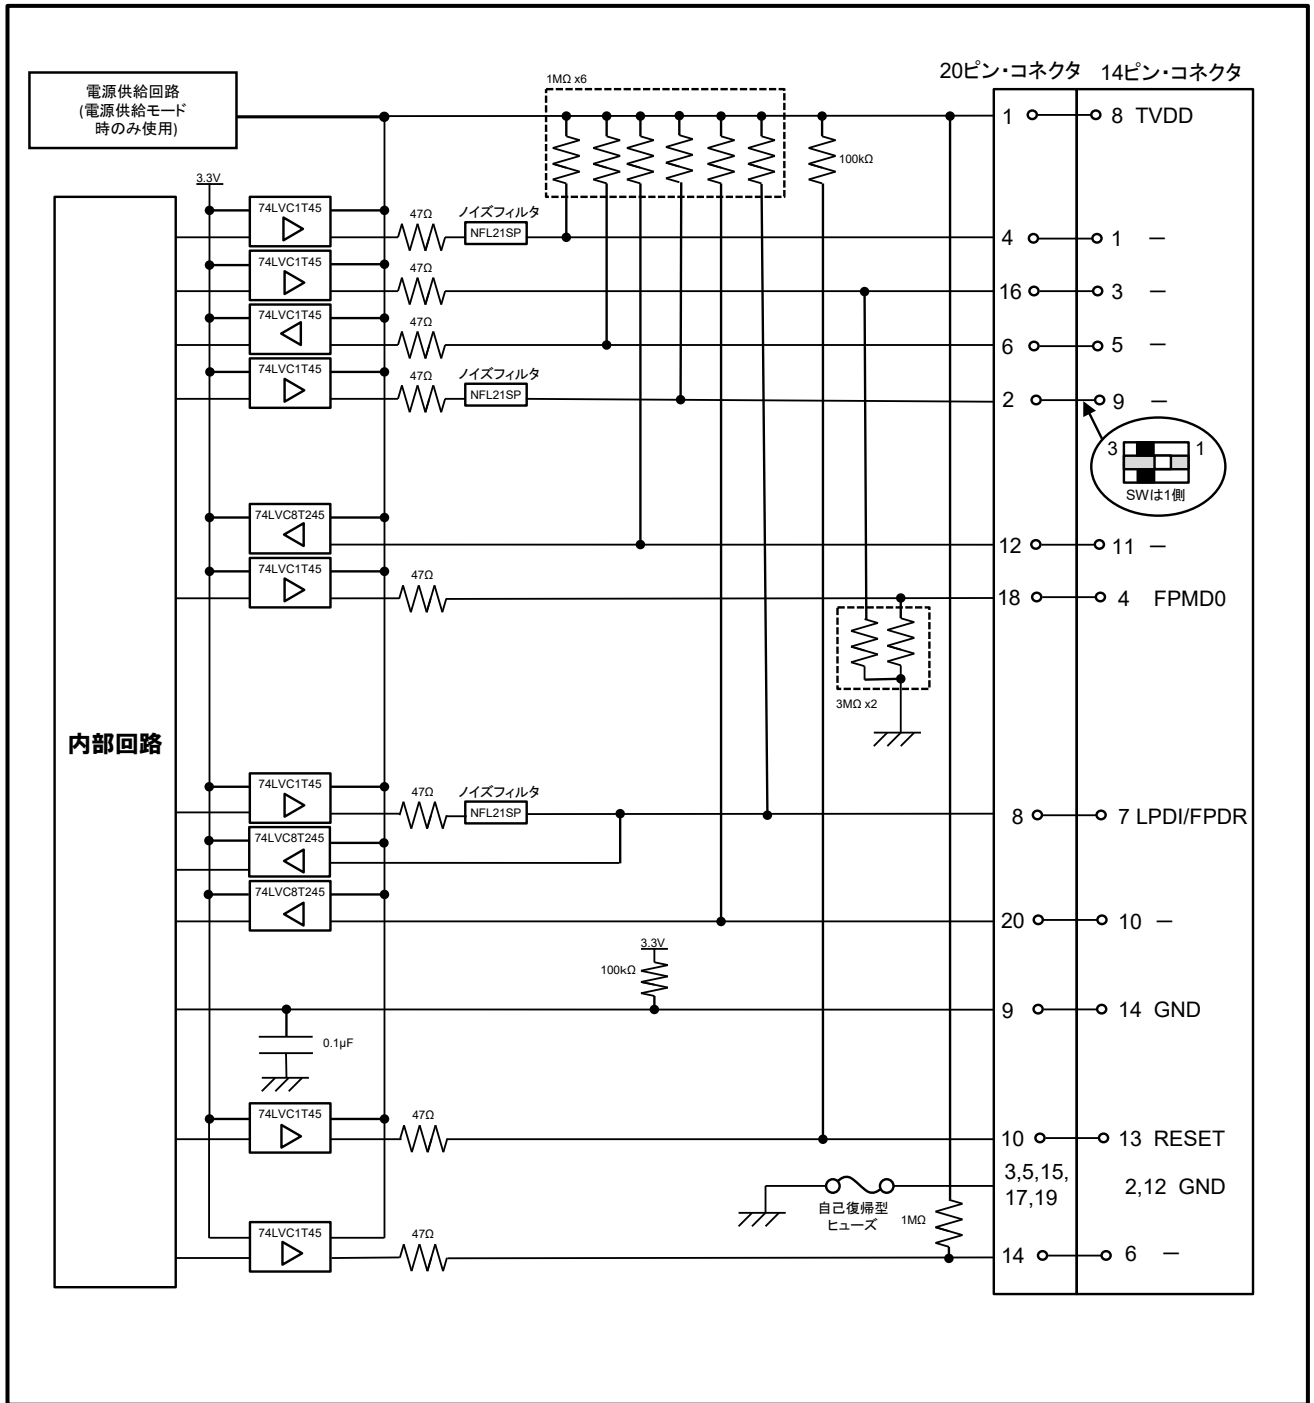 20ピン・コネクタ 14ピン・コネクタ
電源供給回路
(電源供給モード
時のみ使用)
1MΩ x6
1 8 TVDD
100kΩ
3.3V
74LVC1T45 47Ω ノイズフィルタ
NFL21SP
4 1 －
74LVC1T45 47Ω
16 3 －
74LVC1T45 47Ω
6 5 －
74LVC1T45 47Ω ノイズフィルタ
NFL21SP
2 9 －
3 1
SWは1側
74LVC8T245
12 11 －
74LVC1T45 47Ω
18 4 FPMD0
3MΩ x2
内部回路
74LVC1T45 47Ω ノイズフィルタ
NFL21SP
8 7 LPDI/FPDR
74LVC8T245
74LVC8T245
20 10 －
3.3V
100kΩ
9 14 GND
0.1μF
74LVC1T45 47Ω
10 13 RESET
3,5,15,
17,19
2,12 GND
自己復帰型
ヒューズ
1MΩ
74LVC1T45 47Ω
14 6 －